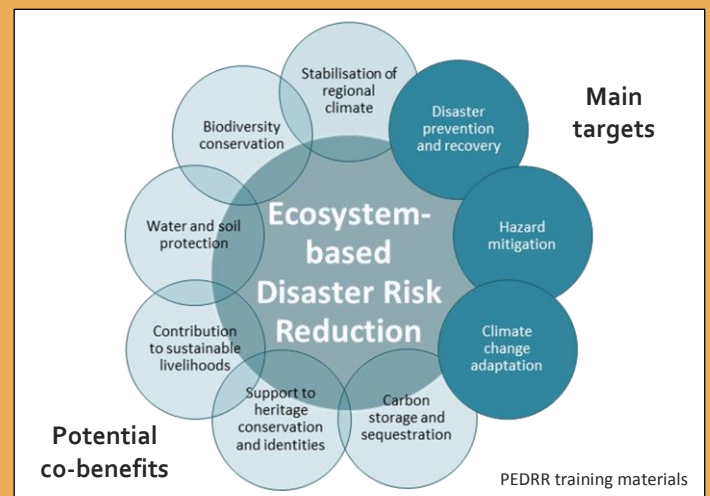 Stabilisation of
regional
climate
Disaster
prevention
and recovery
Main
targets
Biodiversity
conservation
Hazard
mitigation
Water and soil
protection
Ecosystem-
based
Disaster Risk
Reduction
Climate
change
adaptation
Contribution
to sustainable
livelihoods
Support to
heritage
conservation
and identities
Carbon
storage and
sequestration
Potential
co-benefits
PEDRR training materials